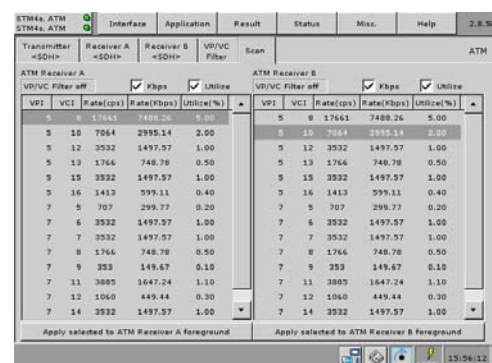 STM4e, ATM Interface Application Result Status Misc. Help 2.8.5
STM4e, ATM
Transmitter <SDH> Receiver A <SDH> Receiver B <SDH> VP/VC Filter Scan ATM
ATM Receiver A
VP/VC Filter off Kbps Utilize
VPI VCI Rate(cps) Rate(Kbps) Utilize(%)
5 8 17661 7488.26 5.00
5 10 7064 2995.14 2.00
5 12 3532 1497.57 1.00
5 13 1766 748.78 0.50
5 15 3532 1497.57 1.00
5 16 1413 599.11 0.40
7 5 707 299.77 0.20
7 6 3532 1497.57 1.00
7 7 3532 1497.57 1.00
7 8 1766 748.78 0.50
7 9 353 149.67 0.10
7 11 3885 1647.24 1.10
7 12 1060 449.44 0.30
7 14 3532 1497.57 1.00
Apply selected to ATM Receiver A foreground
ATM Receiver B
VP/VC Filter off Kbps Utilize
VPI VCI Rate(cps) Rate(Kbps) Utilize(%)
5 8 17661 7488.26 5.00
5 10 7064 2995.14 2.00
5 12 3532 1497.57 1.00
5 13 1766 748.78 0.50
5 15 3532 1497.57 1.00
5 16 1413 599.11 0.40
7 5 707 299.77 0.20
7 6 3532 1497.57 1.00
7 7 3532 1497.57 1.00
7 8 1766 748.78 0.50
7 9 353 149.67 0.10
7 11 3885 1647.24 1.10
7 12 1060 449.44 0.30
7 14 3532 1497.57 1.00
Apply selected to ATM Receiver B foreground
15:56:12